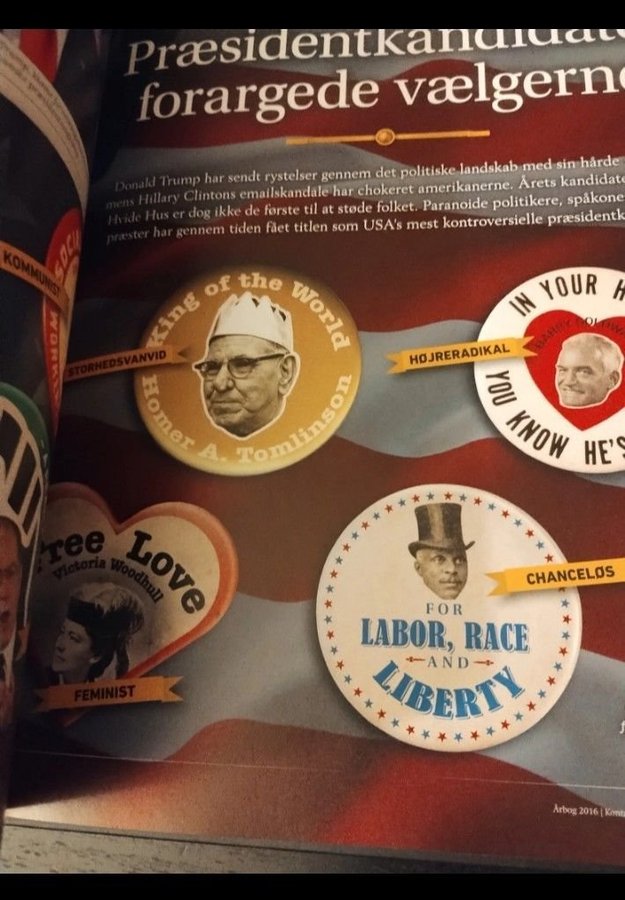 Præsidentkandidate
forargede vælgerne
Donald Trump har sendt rystelser gennem det politiske landskab med sin hårde
mens Hillary Clintons emailskandale har chokeret amerikanerne. Årets kandidate
Hvide Hus er dog ikke de første til at støde folket. Paranoide politikere, spåkone
præster har gennem tiden fået titlen som USA's mest kontroversielle præsidentk
KOMMUNIST
STORHEDSVANVID
King of the World
Homer A. Tomlinson
HØJRERADIKAL
IN YOUR H
YOU KNOW HE'S
Free Love
Victoria Woodhull
FEMINIST
CHANCELØS
FOR
LABOR, RACE
AND
LIBERTY
Årbog 2016 |